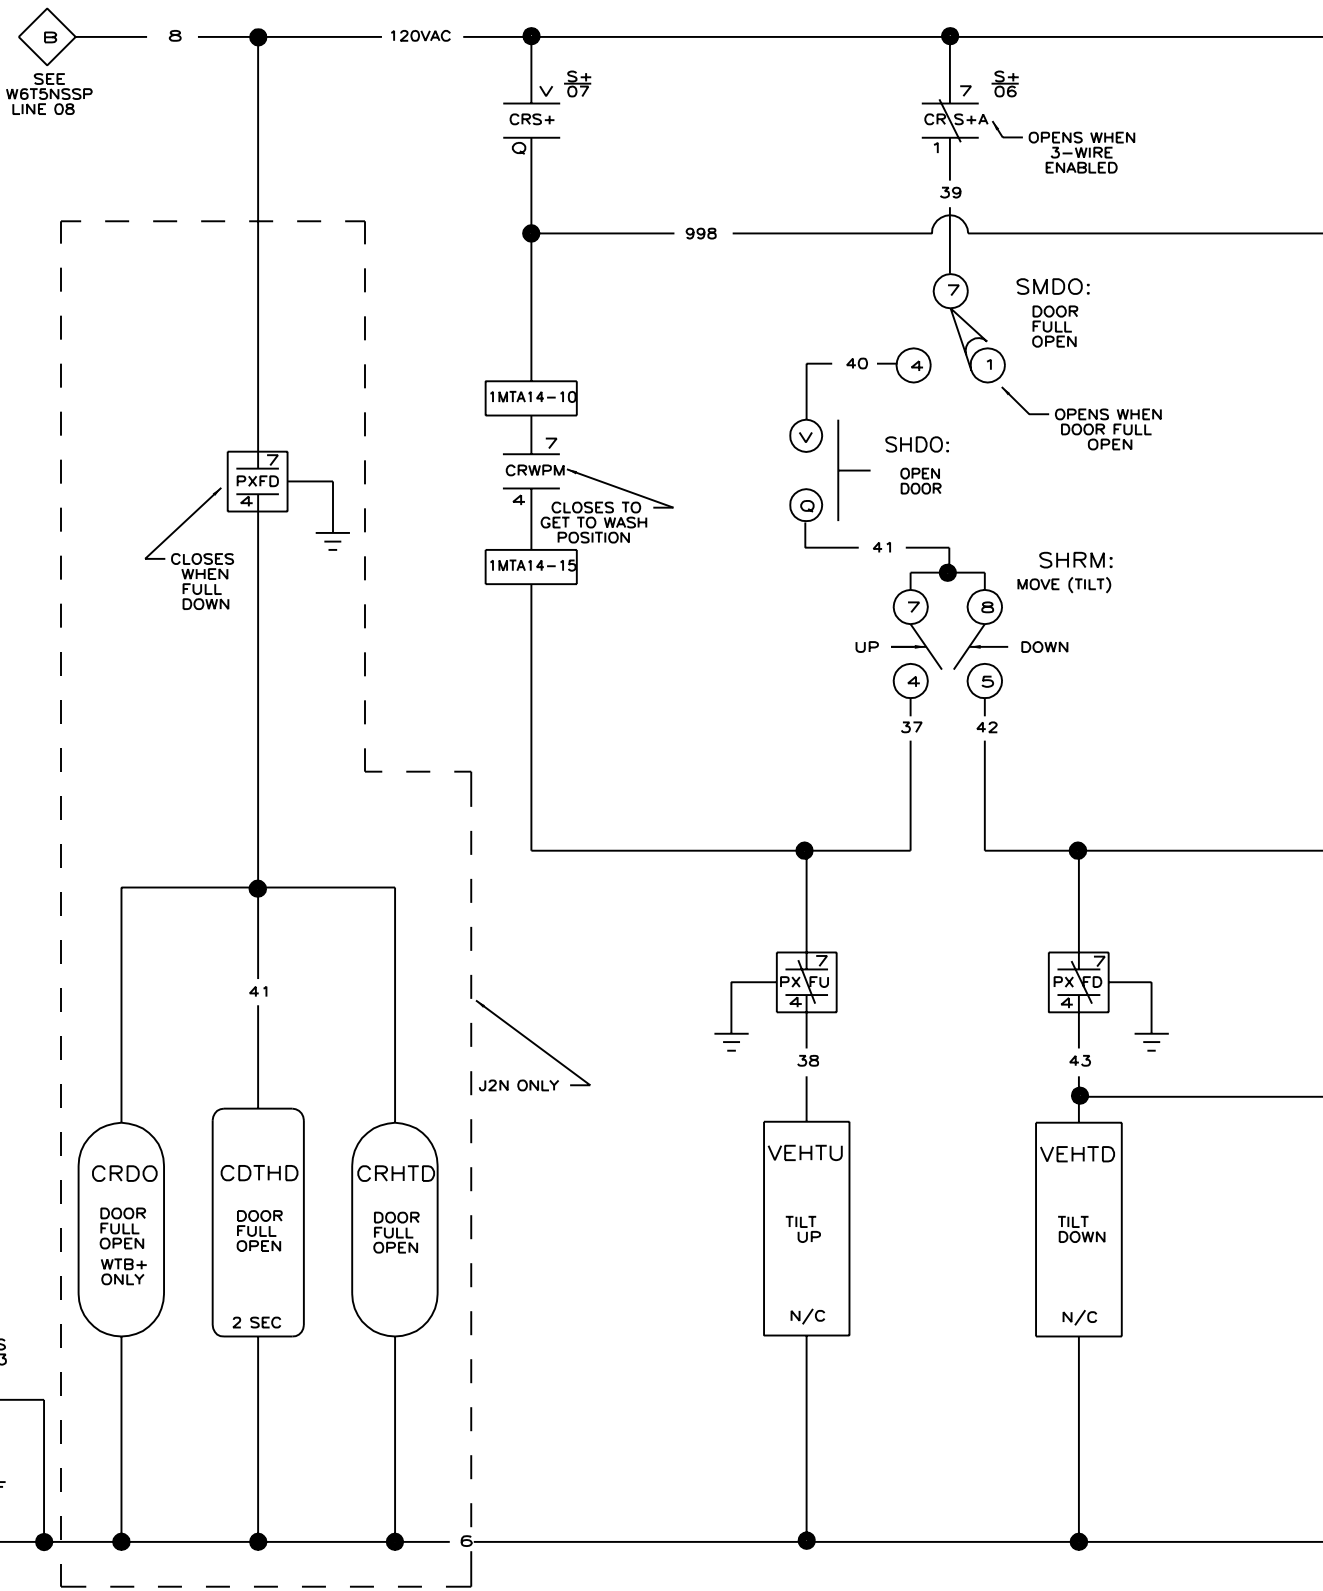 B
8
120VAC
SEE
W6T5NSSP
LINE 08
V
S+
07
CRS+
Q
7
S+
06
CRS+A
1
OPENS WHEN
3-WIRE
ENABLED
39
998
7
SMDO:
DOOR
FULL
OPEN
40
4
1
OPENS WHEN
DOOR FULL
OPEN
1MTA14-10
7
CRWPM
4
CLOSES TO
GET TO WASH
POSITION
1MTA14-15
V
SHDO:
OPEN
DOOR
Q
41
SHRM:
MOVE (TILT)
7
8
UP
DOWN
4
5
37
42
7
PXFD
4
CLOSES
WHEN
FULL
DOWN
41
J2N ONLY
7
PXFU
4
38
7
PXFD
4
43
CRDO
DOOR
FULL
OPEN
WTB+
ONLY
CDTHD
DOOR
FULL
OPEN
2 SEC
CRHTD
DOOR
FULL
OPEN
VEHTU
TILT
UP
N/C
VEHTD
TILT
DOWN
N/C
6